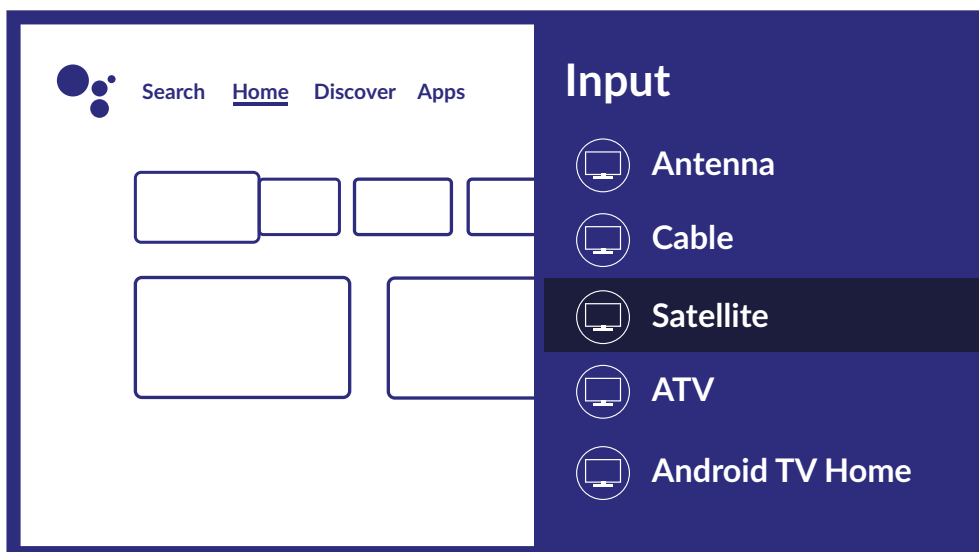 Search Home Discover Apps
Input
Antenna
Cable
Satellite
ATV
Android TV Home